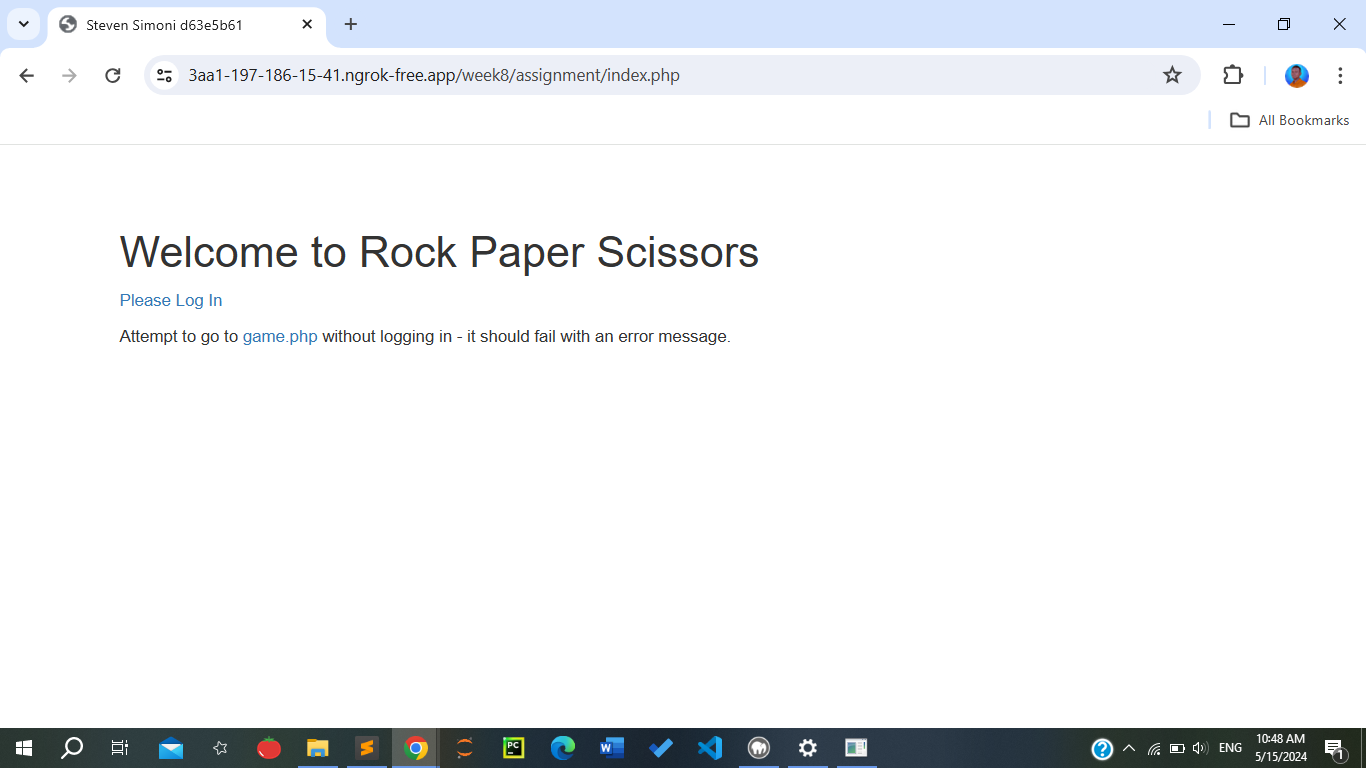 Steven Simoni d63e5b61
3aa1-197-186-15-41.ngrok-free.app/week8/assignment/index.php
All Bookmarks
Welcome to Rock Paper Scissors
Please Log In
Attempt to go to game.php without logging in - it should fail with an error message.
PC
W
?
ENG
10:48 AM
5/15/2024
1